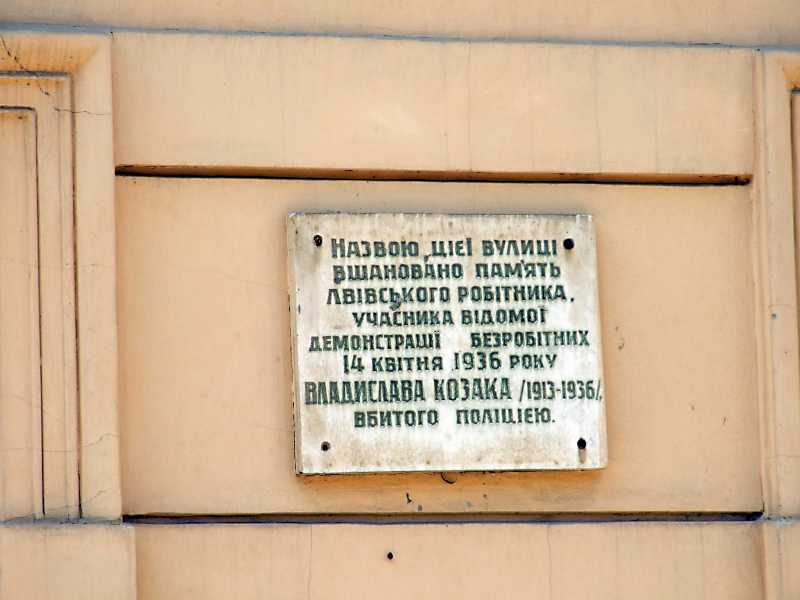 НАЗВОЮ ЦІЄЇ ВУЛИЦІ
ВШАНОВАНО ПАМ'ЯТЬ
ЛЬВІВСЬКОГО РОБІТНИКА,
УЧАСНИКА ВІДОМОЇ
ДЕМОНСТРАЦІЇ БЕЗРОБІТНИХ
14 КВІТНЯ 1936 РОКУ
ВЛАДИСЛАВА КОЗАКА /1913-1936/,
ВБИТОГО ПОЛІЦІЄЮ.